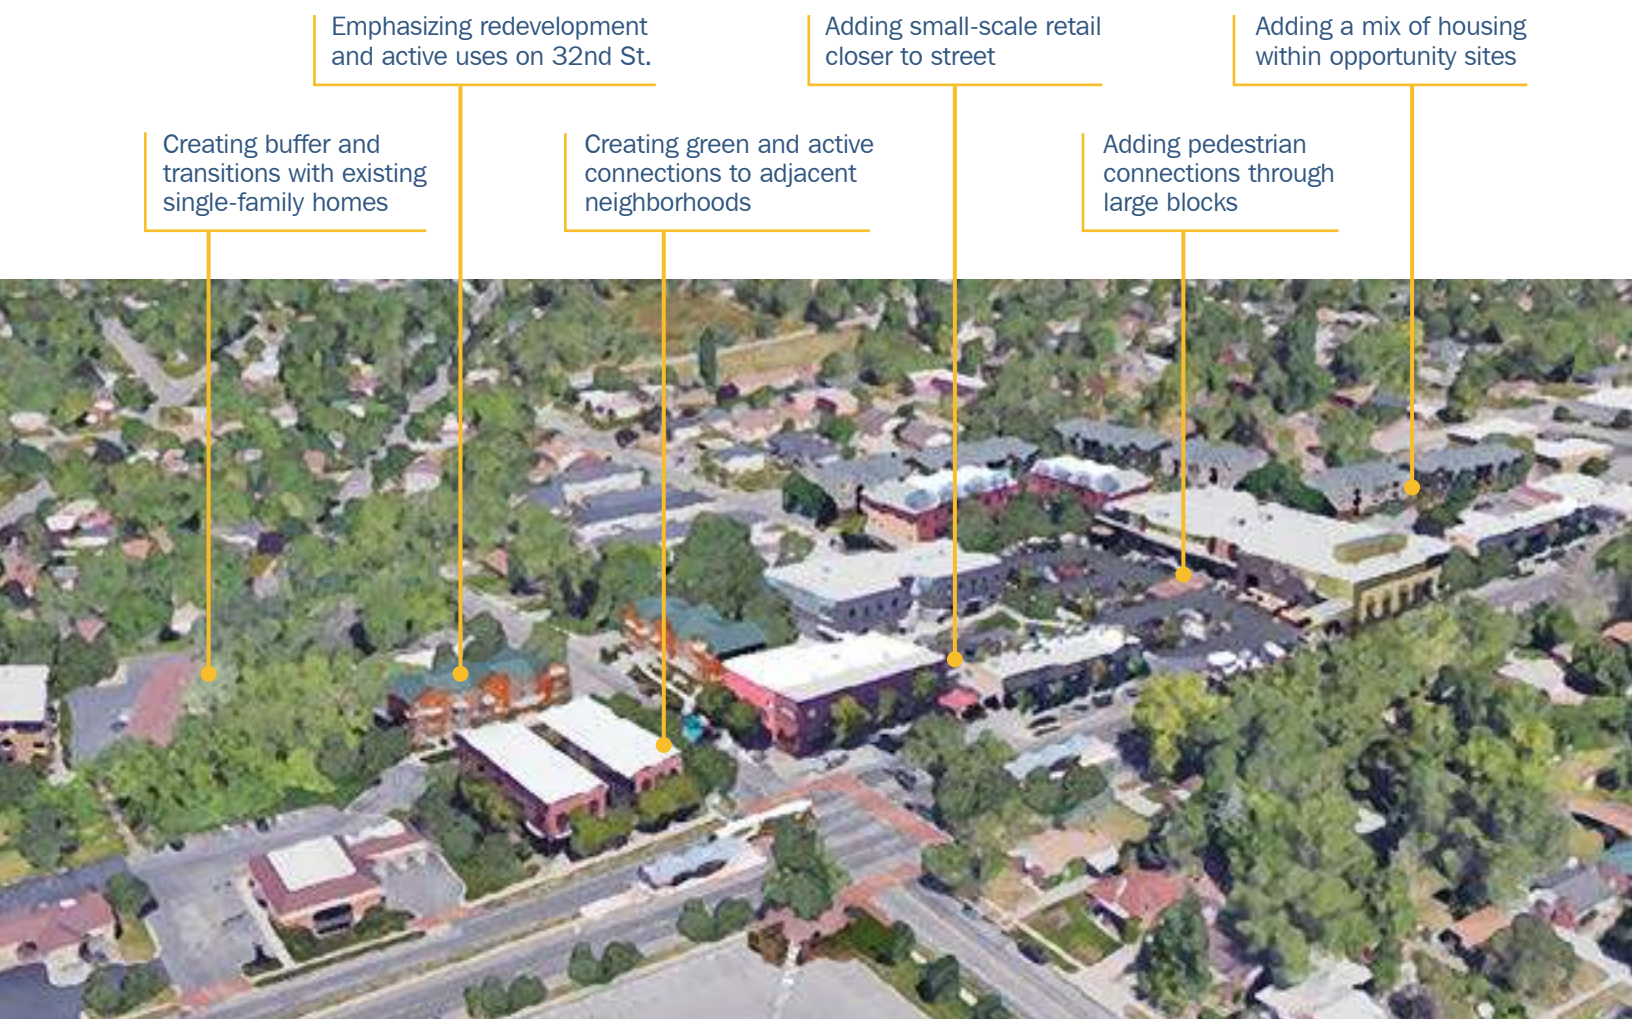 Emphasizing redevelopment
and active uses on 32nd St.
Adding small-scale retail
closer to street
Adding a mix of housing
within opportunity sites
Creating buffer and
transitions with existing
single-family homes
Creating green and active
connections to adjacent
neighborhoods
Adding pedestrian
connections through
large blocks